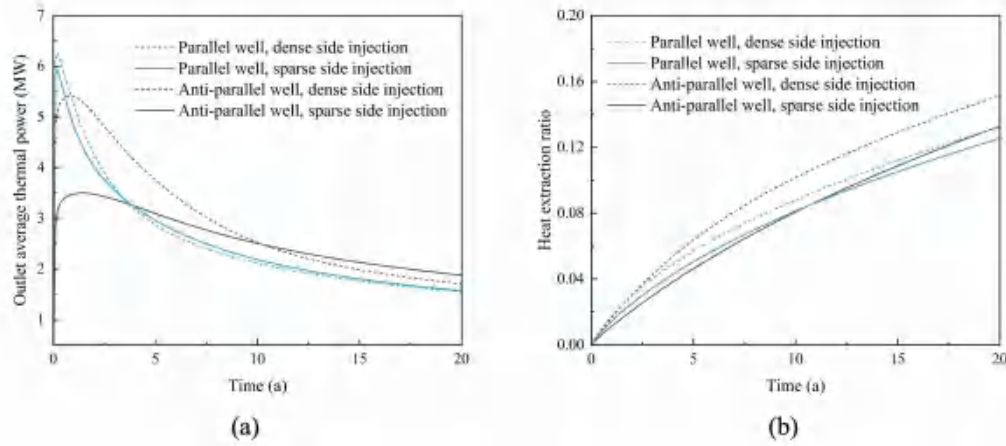 7
6
5
4
3
2
1
0
5
10
15
20
Outlet average thermal power (MW)
Time (a)
Parallel well, dense side injection
Parallel well, sparse side injection
Anti-parallel well, dense side injection
Anti-parallel well, sparse side injection
(a)
0.20
0.16
0.12
0.08
0.04
0.00
0
5
10
15
20
Heat extraction ratio
Time (a)
Parallel well, dense side injection
Parallel well, sparse side injection
Anti-parallel well, dense side injection
Anti-parallel well, sparse side injection
(b)